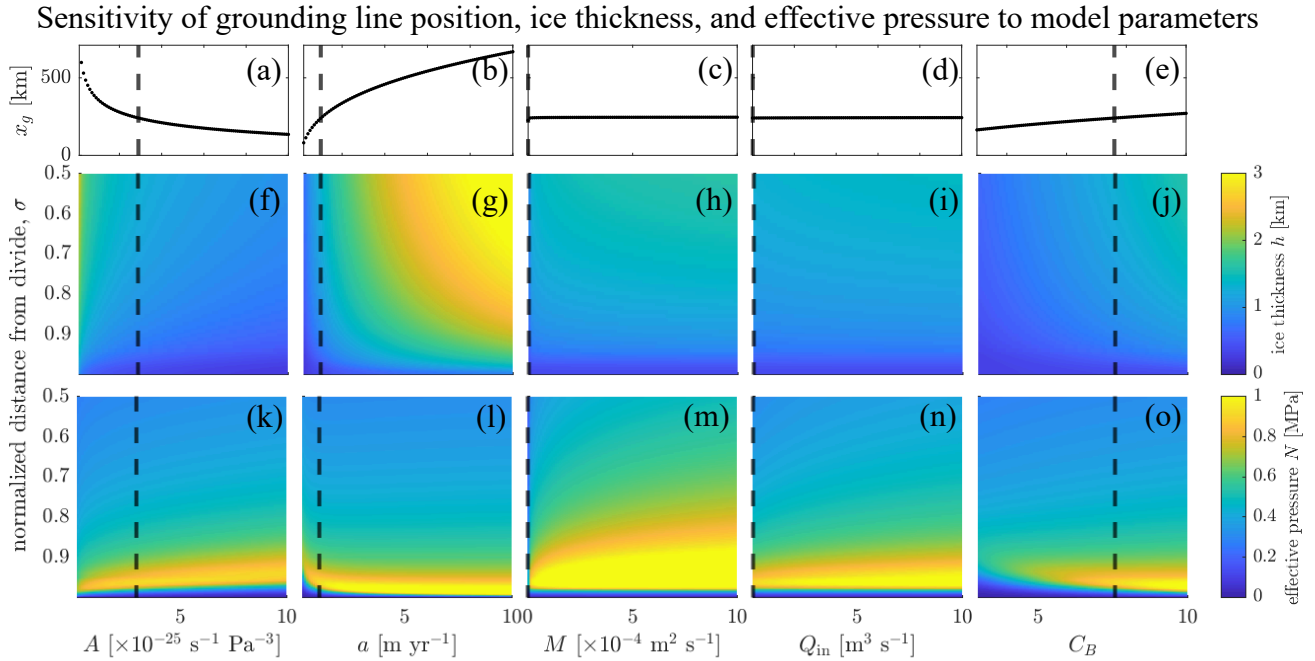 Sensitivity of grounding line position, ice thickness, and effective pressure to model parameters
x_g [km]
500
0
(a)
(b)
(c)
(d)
(e)
normalized distance from divide, σ
0.5
0.6
0.7
0.8
0.9
(f)
(g)
(h)
(i)
(j)
3
2
1
0
ice thickness h [km]
0.5
0.6
0.7
0.8
0.9
(k)
(l)
(m)
(n)
(o)
1
0.8
0.6
0.4
0.2
0
effective pressure N [MPa]
5 10 5 10 0 5 10 0 5 10 5 10
A [×10⁻²⁵ s⁻¹ Pa⁻³] a [m yr⁻¹] M [×10⁻⁴ m² s⁻¹] Q_in [m³ s⁻¹] C_B